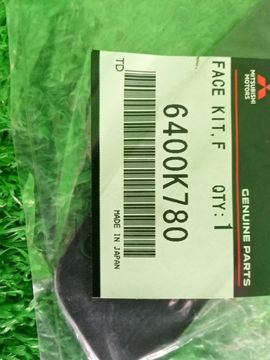 MITSUBISHI
MOTORS
GENUINE PARTS
FACE KIT, F QTY: 1
6400K780
TD
MADE IN JAPAN